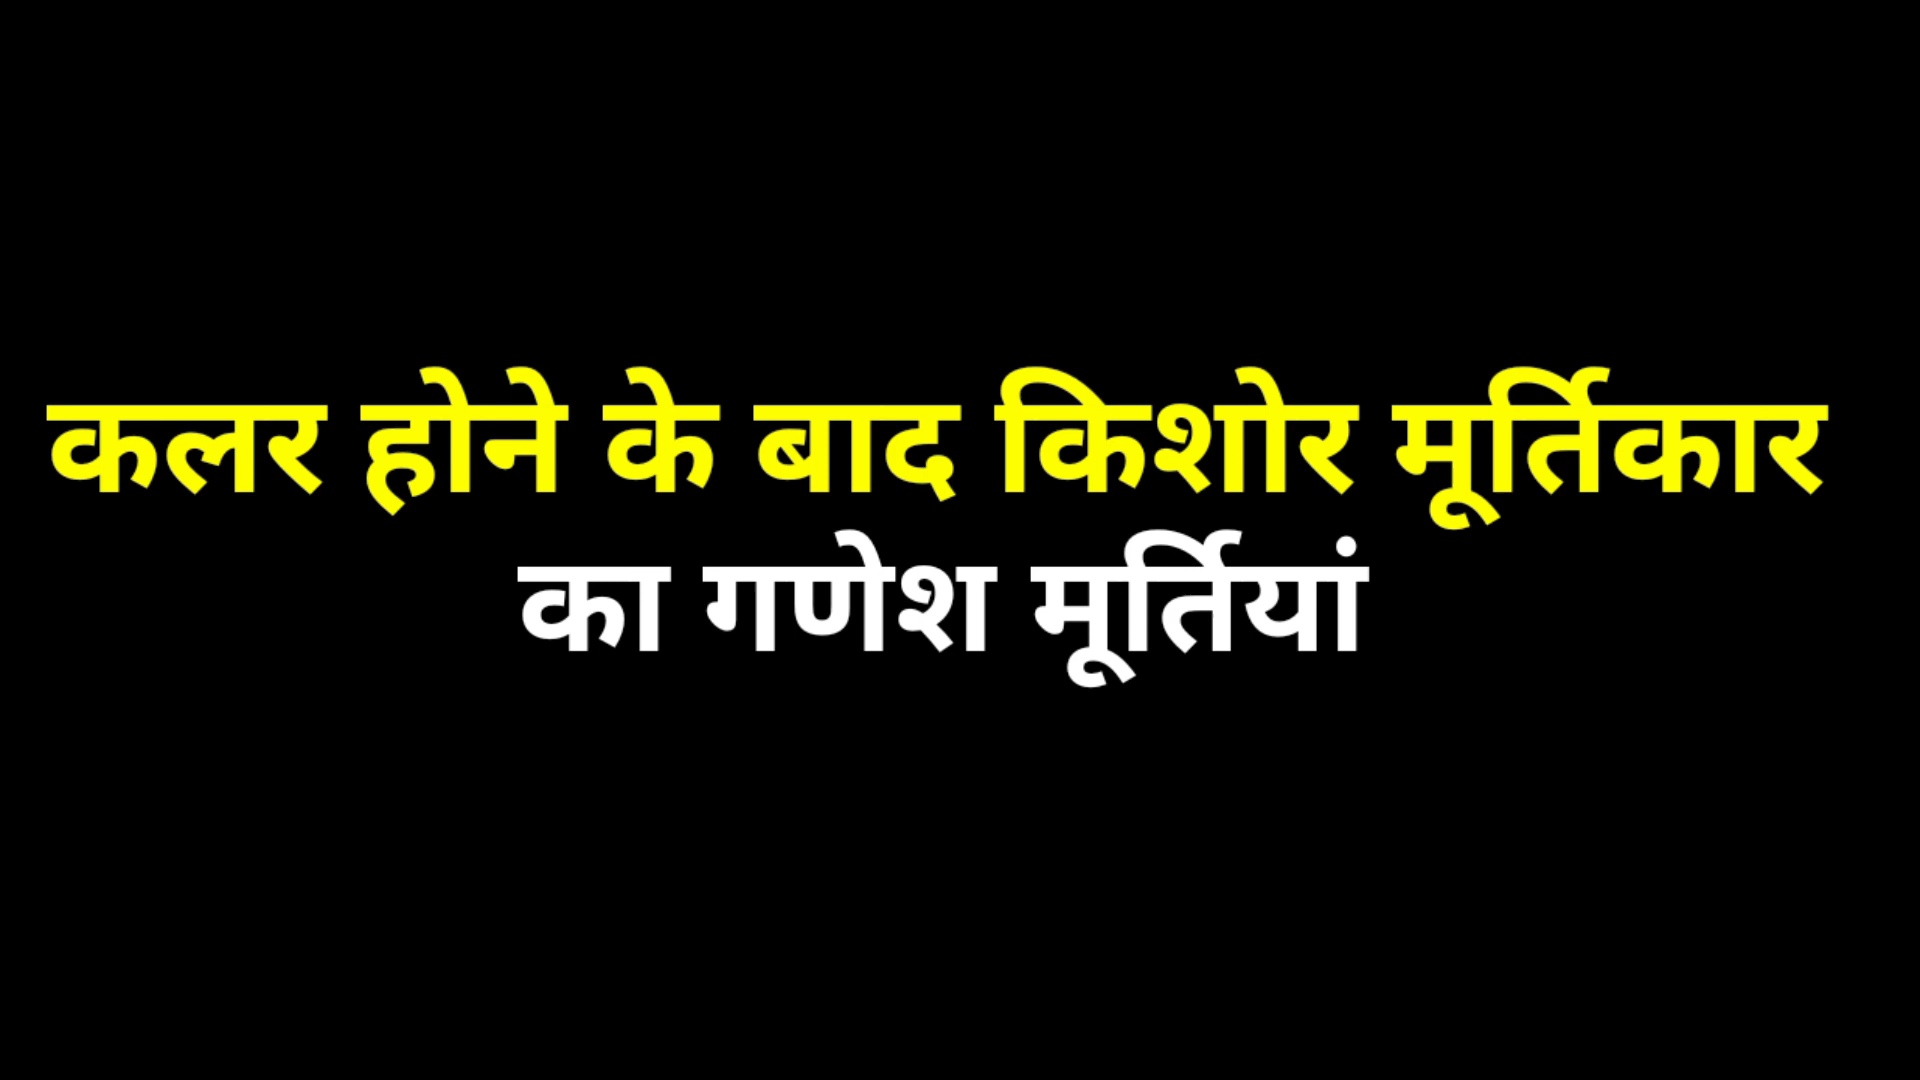 कलर होने के बाद किशोर मूर्तिकार
का गणेश मूर्तियां